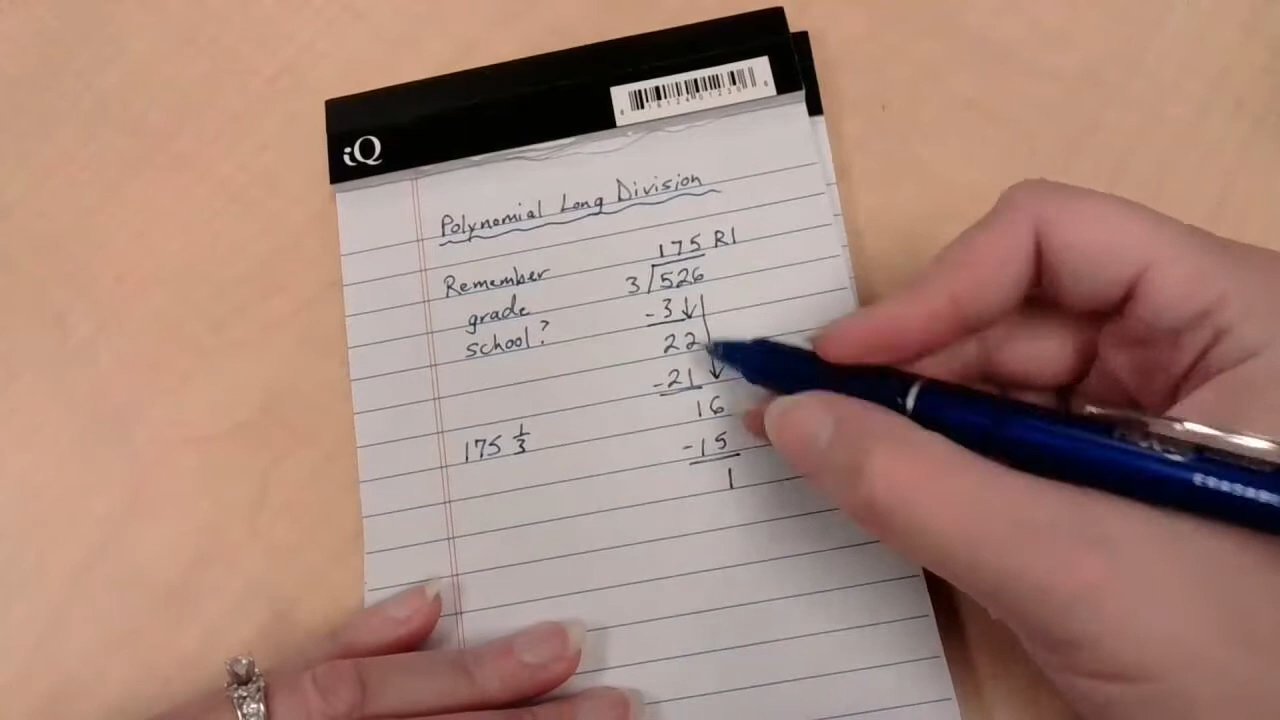 iQ
Polynomial Long Division
175 R1
Remember
3 526
grade
-3
school?
22
-21
16
175 1/3
-15
1